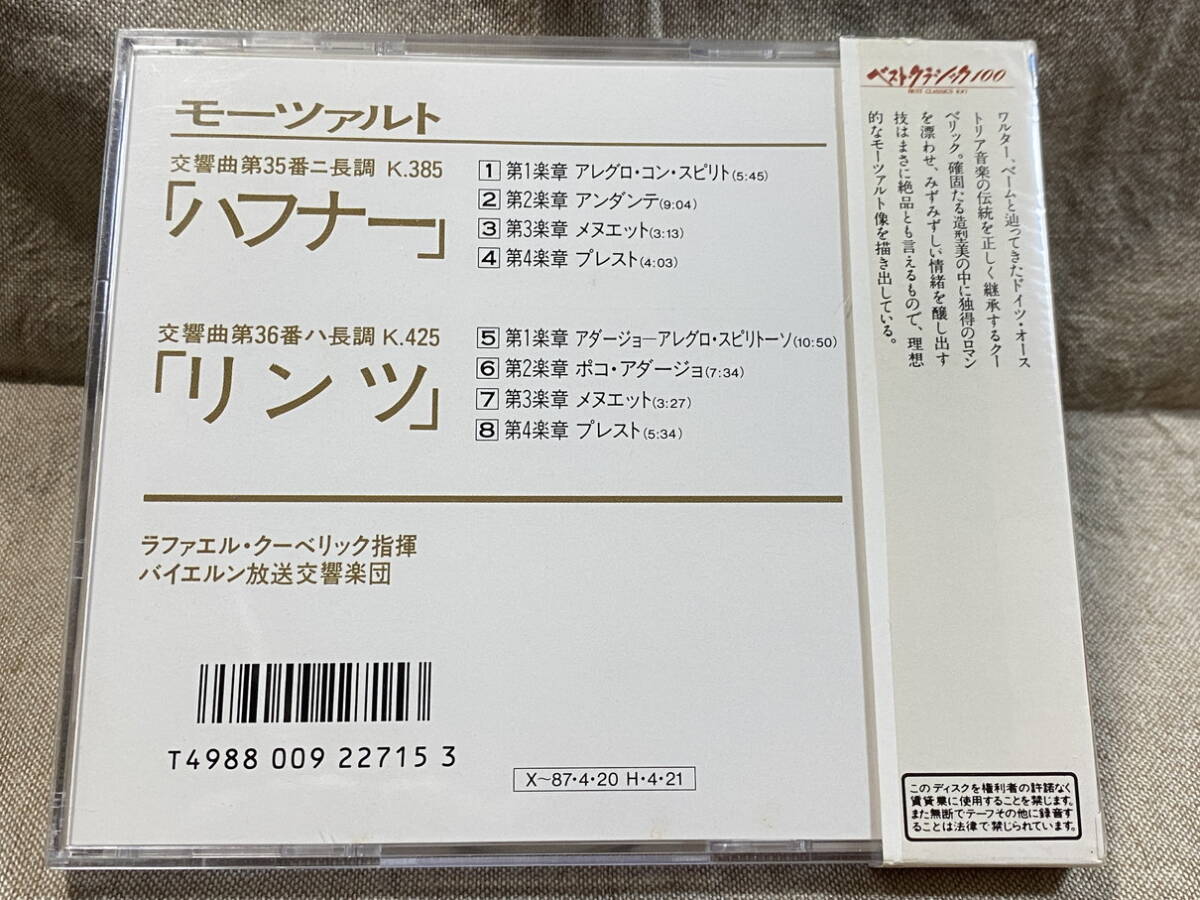 モーツァルト
交響曲第35番ニ長調 K.385
「ハフナー」
1 第1楽章 アレグロ・コン・スピリト(5:45)
2 第2楽章 アンダンテ(9:04)
3 第3楽章 メヌエット(3:13)
4 第4楽章 プレスト(4:03)
交響曲第36番ハ長調 K.425
「リンツ」
5 第1楽章 アダージョ―アレグロ・スピリトーソ(10:50)
6 第2楽章 ポコ・アダージョ(7:34)
7 第3楽章 メヌエット(3:27)
8 第4楽章 プレスト(5:34)
ラファエル・クーベリック指揮
バイエルン放送交響楽団
T4988 009 22715 3
X〜87・4・20 H・4・21
ベストクラシック100
BEST CLASSICS 100
ワルター、ベームと辿ってきたドイツ・オース
トリア音楽の伝統を正しく継承するクー
ベリック。確固たる造型美の中に独得のロマン
を漂わせ、みずみずしい情緒を醸し出す
技はまさに絶品とも言えるもので、理想
的なモーツァルト像を描き出している。
このディスクを権利者の許諾なく
賃貸業に使用することを禁じます。
また無断でテープその他に録音す
ることは法律で禁じられています。